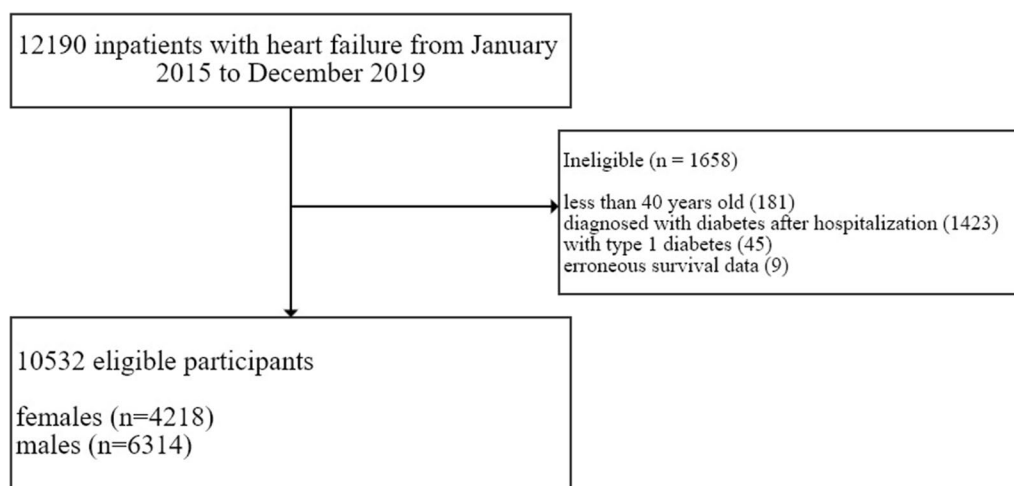 12190 inpatients with heart failure from January
2015 to December 2019
Ineligible (n = 1658)
less than 40 years old (181)
diagnosed with diabetes after hospitalization (1423)
with type 1 diabetes (45)
erroneous survival data (9)
10532 eligible participants
females (n=4218)
males (n=6314)